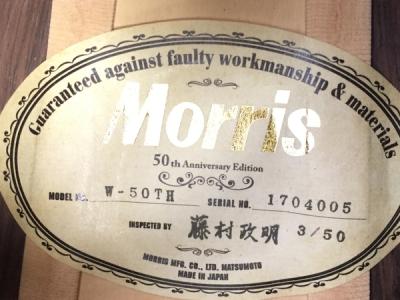 Guaranteed against faulty workmanship & materials
Morris
50th Anniversary Edition
MODEL NO. W-50TH SERIAL NO. 1704005
INSPECTED BY 藤村政明 3/50
MORRIS MFG. CO., LTD. MATSUMOTO
MADE IN JAPAN